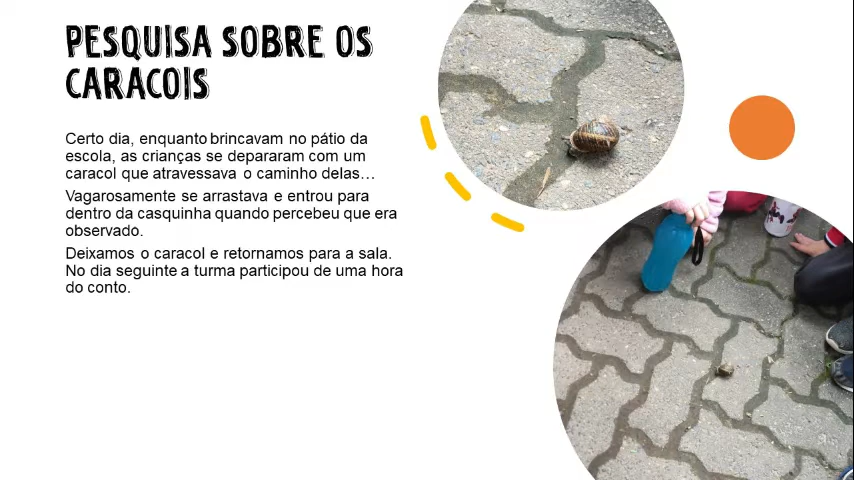 PESQUISA SOBRE OS
CARACOIS
Certo dia, enquanto brincavam no pátio da
escola, as crianças se depararam com um
caracol que atravessava o caminho delas...
Vagarosamente se arrastava e entrou para
dentro da casquinha quando percebeu que era
observado.
Deixamos o caracol e retornamos para a sala.
No dia seguinte a turma participou de uma hora
do conto.